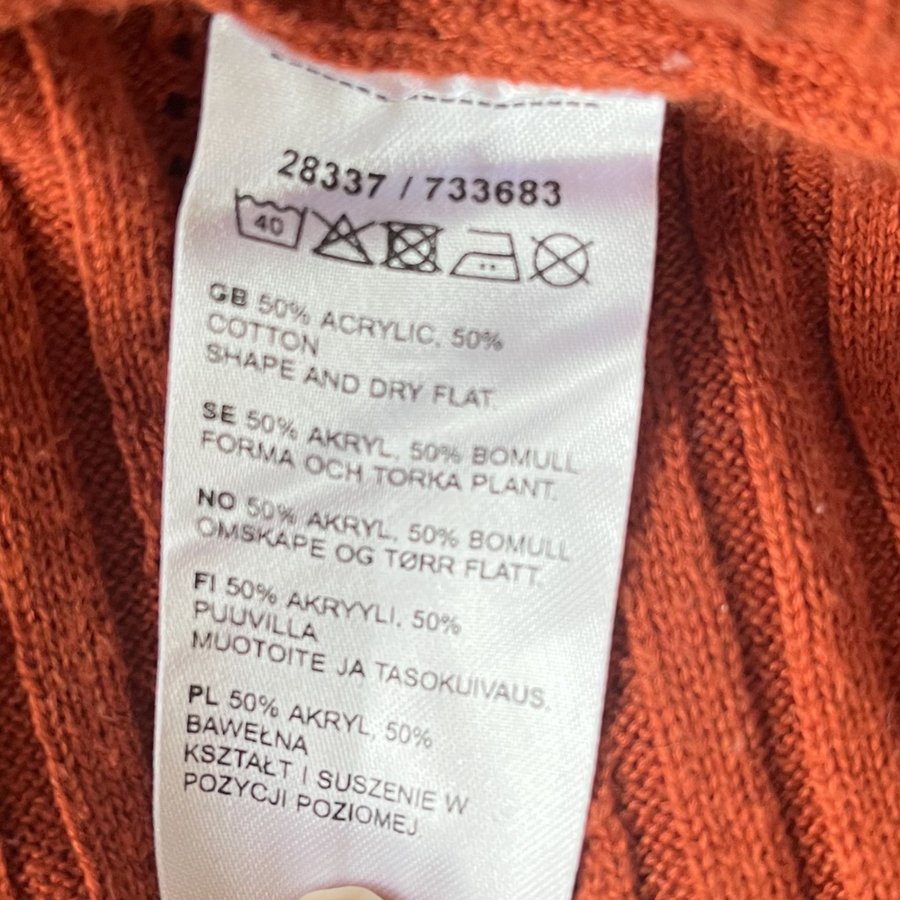 28337 / 733683
40
GB 50% ACRYLIC, 50%
COTTON
SHAPE AND DRY FLAT.
SE 50% AKRYL, 50% BOMULL
FORMA OCH TORKA PLANT.
NO 50% AKRYL, 50% BOMULL
OMSKAPE OG TØRR FLATT.
FI 50% AKRYYLI, 50%
PUUVILLA
MUOTOITE JA TASOKUIVAUS.
PL 50% AKRYL, 50%
BAWEŁNA
KSZTAŁT I SUSZENIE W
POZYCJI POZIOMEJ.